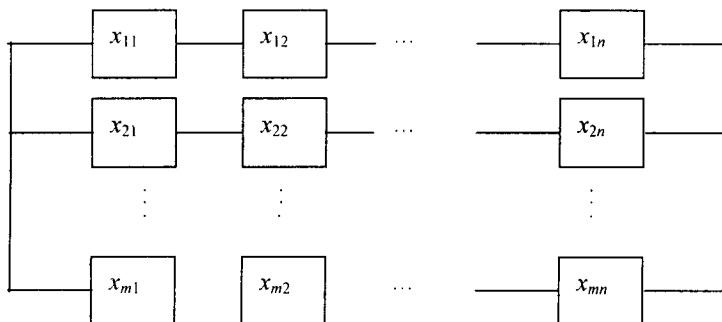 x11 x12 ... x1n
x21 x22 ... x2n
⋮ ⋮ ⋮
xm1 xm2 ... xmn